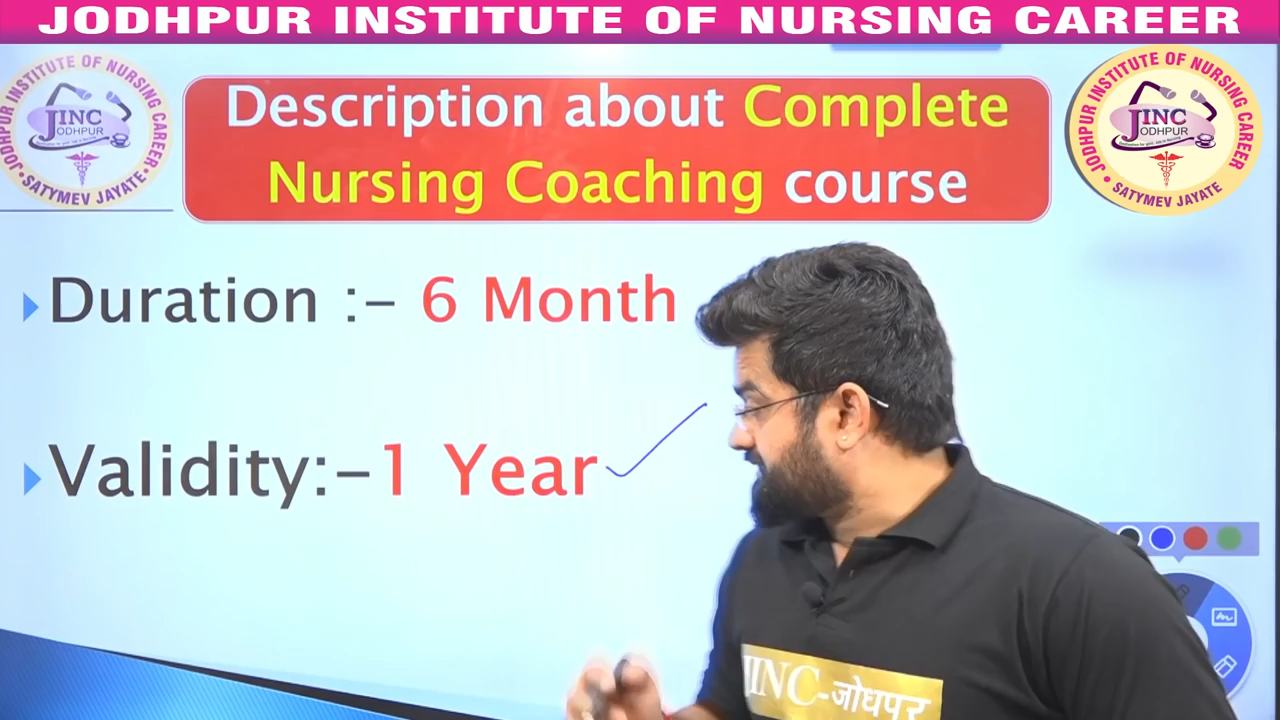 JODHPUR INSTITUTE OF NURSING CAREER
JODHPUR INSTITUTE OF NURSING CAREER
JINC
JODHPUR
SATYMEV JAYATE
Description about Complete
Nursing Coaching course
JODHPUR INSTITUTE OF NURSING CAREER
JINC
JODHPUR
SATYMEV JAYATE
Duration :- 6 Month
Validity:-1 Year
JINC-जोधपुर